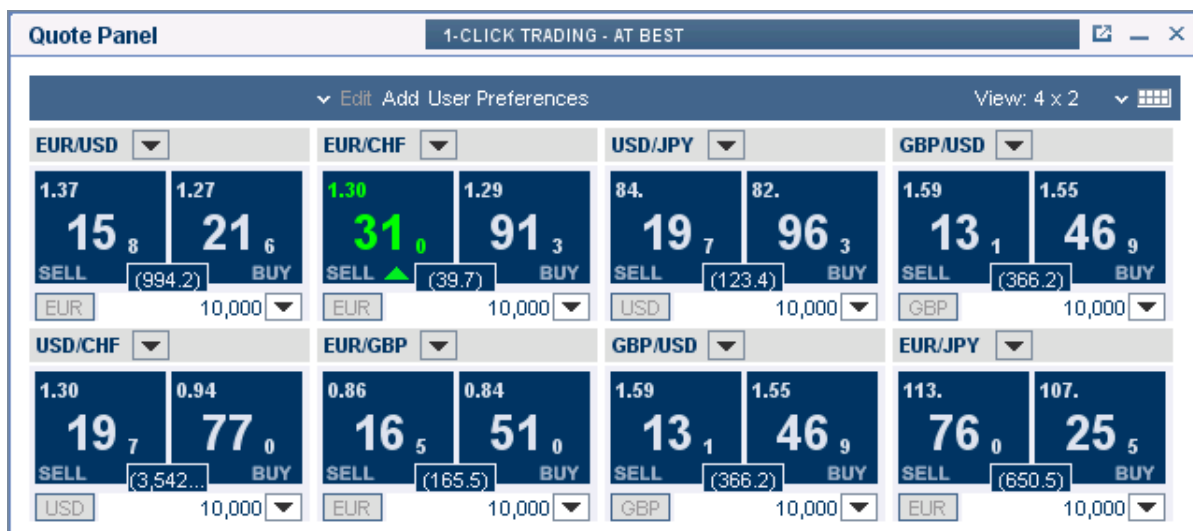 Quote Panel 1-CLICK TRADING - AT BEST
Edit Add User Preferences View: 4 x 2
EUR/USD EUR/CHF USD/JPY GBP/USD
1.37 1.27 1.30 1.29 84. 82. 1.59 1.55
15 8 21 6 31 0 91 3 19 7 96 3 13 1 46 9
SELL (994.2) BUY SELL (39.7) BUY SELL (123.4) BUY SELL (366.2) BUY
EUR 10,000 EUR 10,000 USD 10,000 GBP 10,000
USD/CHF EUR/GBP GBP/USD EUR/JPY
1.30 0.94 0.86 0.84 1.59 1.55 113. 107.
19 7 77 0 16 5 51 0 13 1 46 9 76 0 25 5
SELL (3,542... BUY SELL (165.5) BUY SELL (366.2) BUY SELL (650.5) BUY
USD 10,000 EUR 10,000 GBP 10,000 EUR 10,000